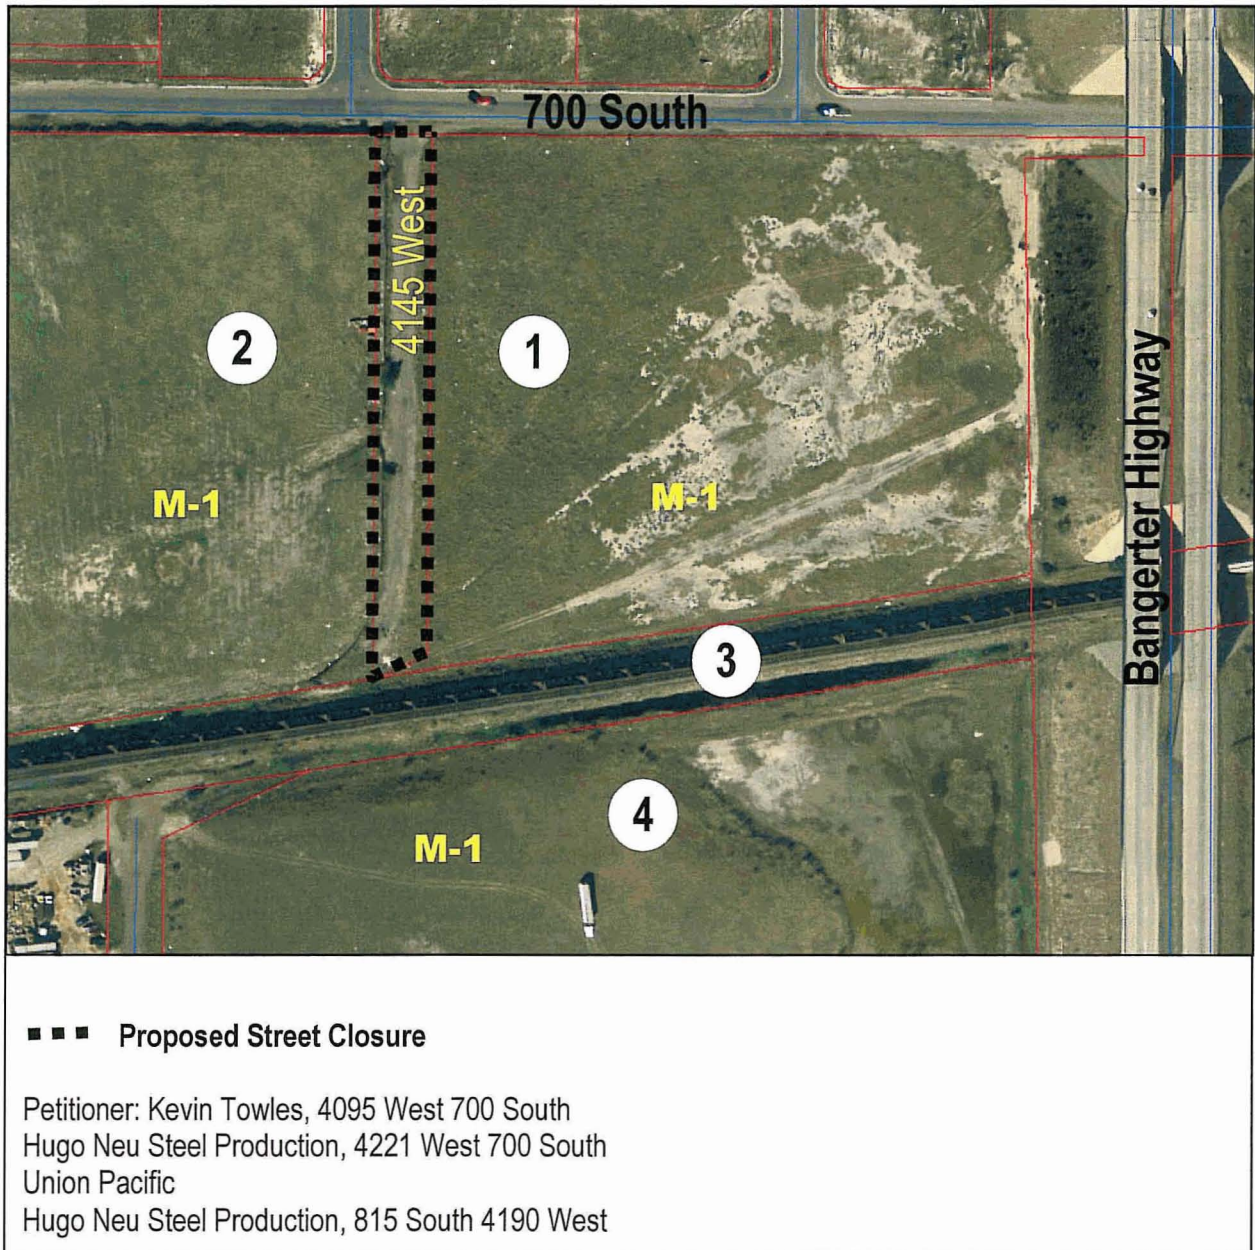 700 South
4145 West
2
1
Bangerter Highway
M-1
M-1
3
4
M-1
Proposed Street Closure
Petitioner: Kevin Towles, 4095 West 700 South
Hugo Neu Steel Production, 4221 West 700 South
Union Pacific
Hugo Neu Steel Production, 815 South 4190 West